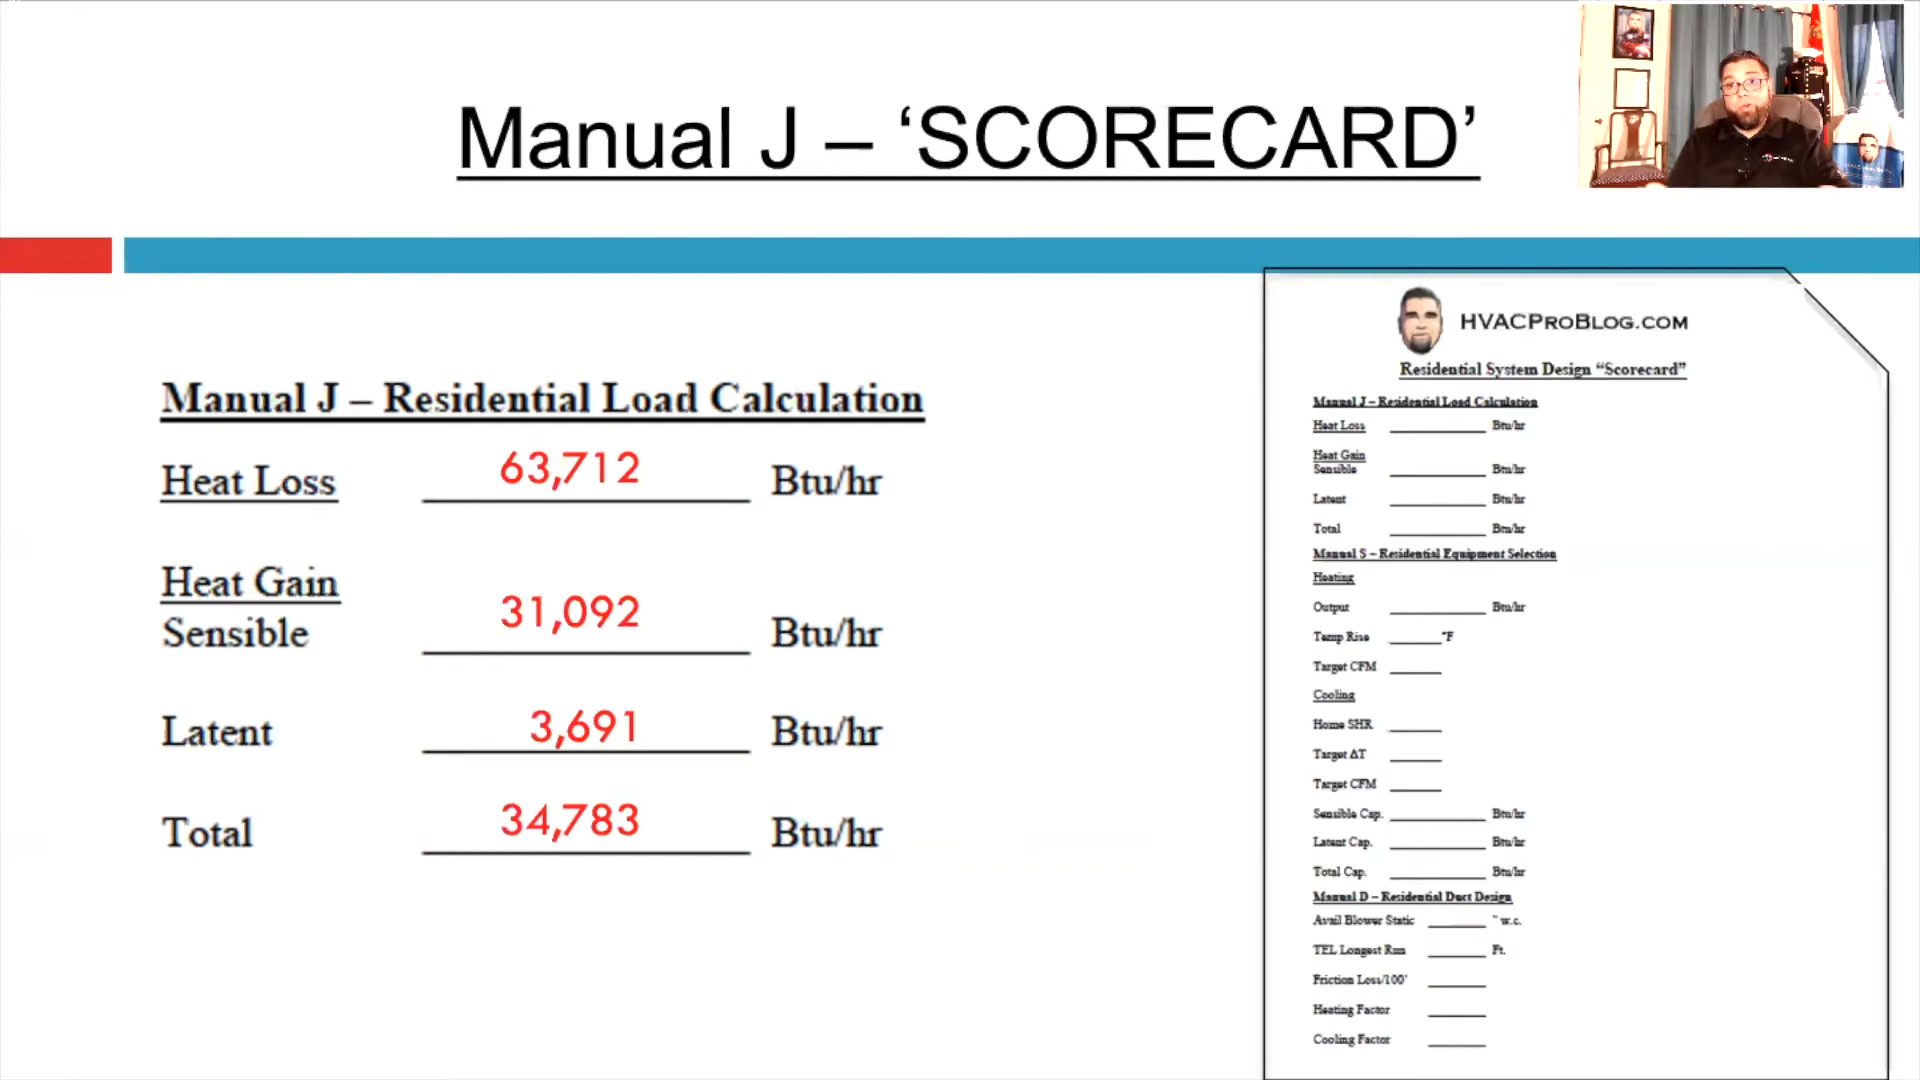 Manual J – ‘SCORECARD’
Manual J – Residential Load Calculation
Heat Loss 63,712 Btu/hr
Heat Gain
Sensible 31,092 Btu/hr
Latent 3,691 Btu/hr
Total 34,783 Btu/hr
HVACProBlog.com
Residential System Design “Scorecard”
Manual J – Residential Load Calculation
Heat Loss Btu/hr
Heat Gain
Sensible Btu/hr
Latent Btu/hr
Total Btu/hr
Manual S – Residential Equipment Selection
Heating
Output Btu/hr
Temp Rise °F
Target CFM
Cooling
Home SHR
Target ΔT
Target CFM
Sensible Cap. Btu/hr
Latent Cap. Btu/hr
Total Cap. Btu/hr
Manual D – Residential Duct Design
Avail Blower Static " w.c.
TEL Longest Run Ft.
Friction Loss/100'
Heating Factor
Cooling Factor